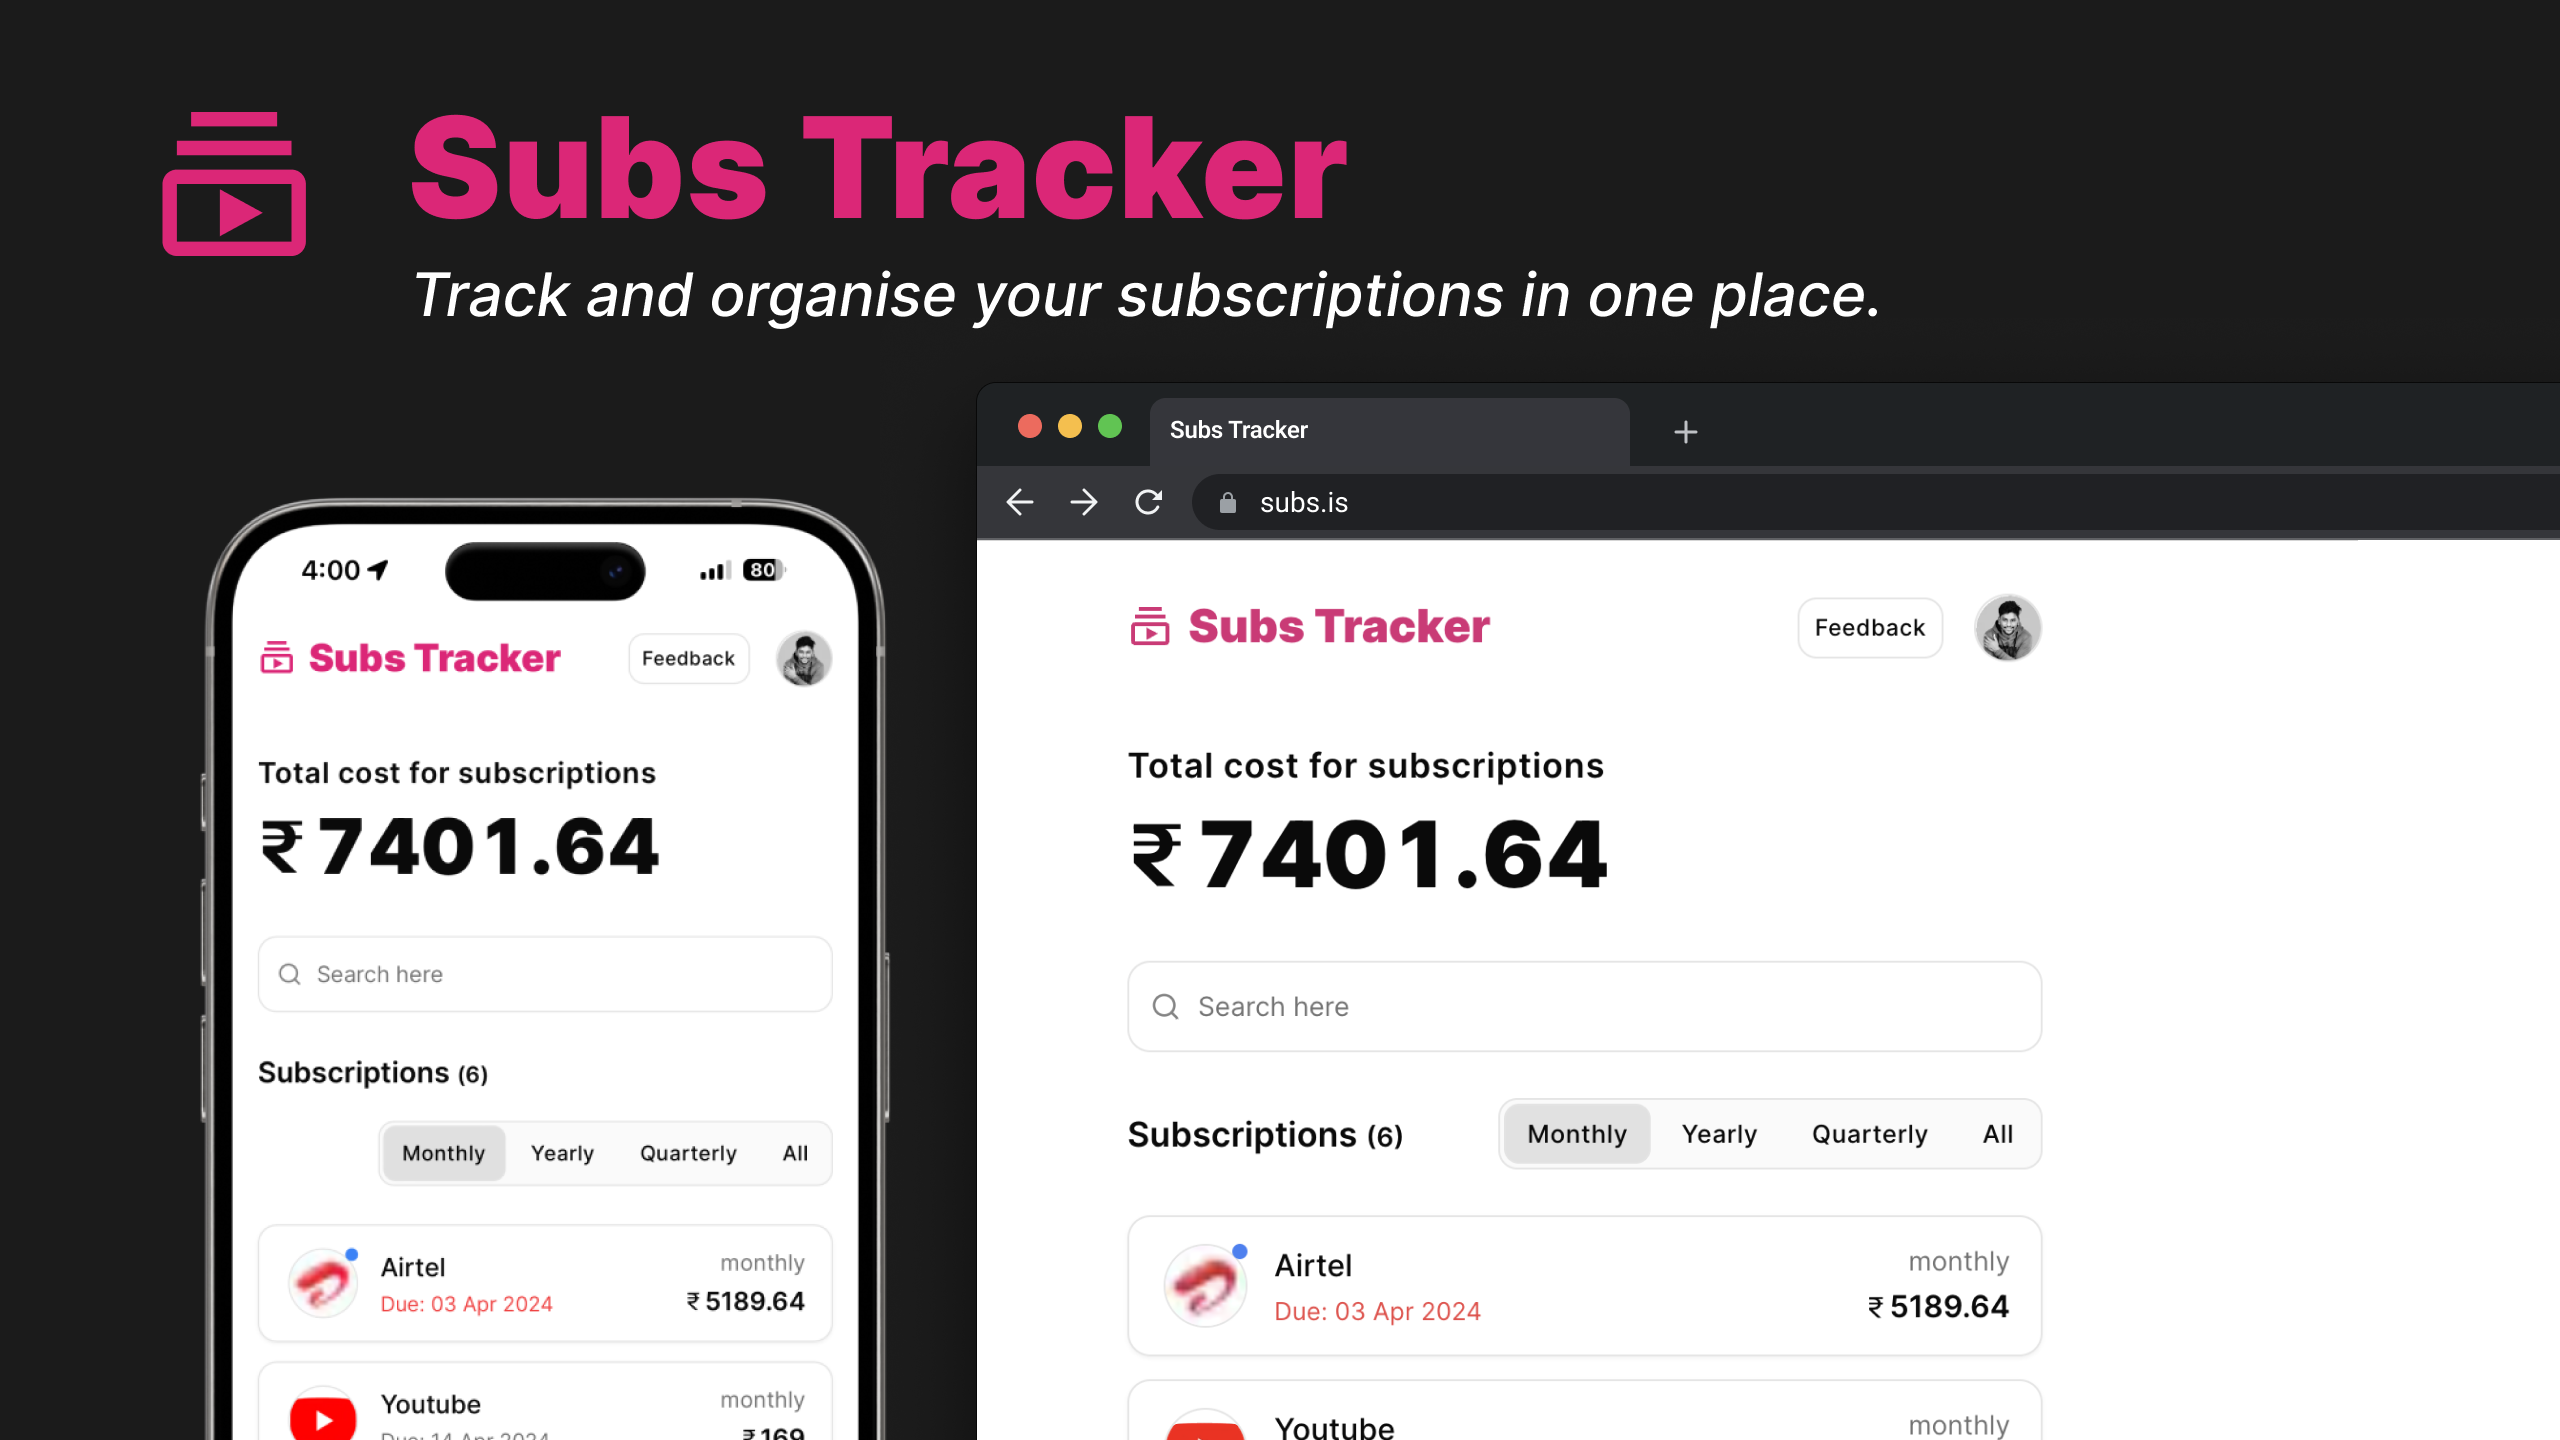 Subs Tracker
Track and organise your subscriptions in one place.
4:00
80
Subs Tracker
Feedback
Total cost for subscriptions
₹ 7401.64
Search here
Subscriptions (6)
Monthly Yearly Quarterly All
Airtel
monthly
Due: 03 Apr 2024
₹ 5189.64
Youtube
monthly
Due: 14 Apr 2024
₹ 169
Subs Tracker
subs.is
Subs Tracker
Feedback
Total cost for subscriptions
₹ 7401.64
Search here
Subscriptions (6)
Monthly Yearly Quarterly All
Airtel
monthly
Due: 03 Apr 2024
₹ 5189.64
Youtube
monthly